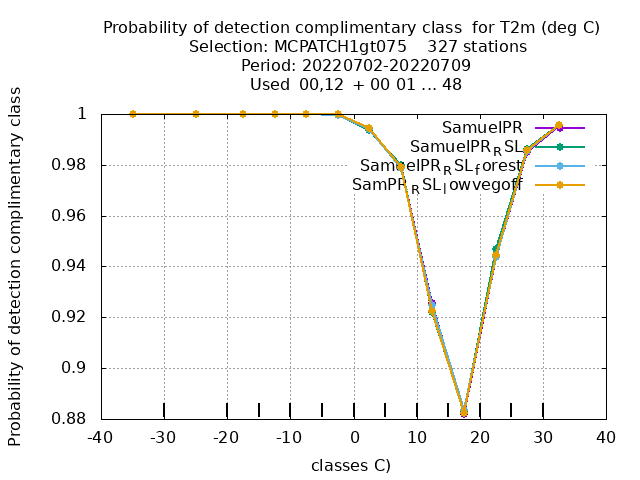 Probability of detection complimentary class  for T2m (deg C)
Selection: MCPATCH1gt075    327 stations
Period: 20220702-20220709
Used  00,12  + 00 01 ... 48
Probability of detection complimentary class
1
0.98
0.96
0.94
0.92
0.9
0.88
SamuelPR
SamuelPR_RSL
SamuelPR_RSL_forest
SamPR_RSL_lowvegoff
-40 -30 -20 -10 0 10 20 30 40
classes C)